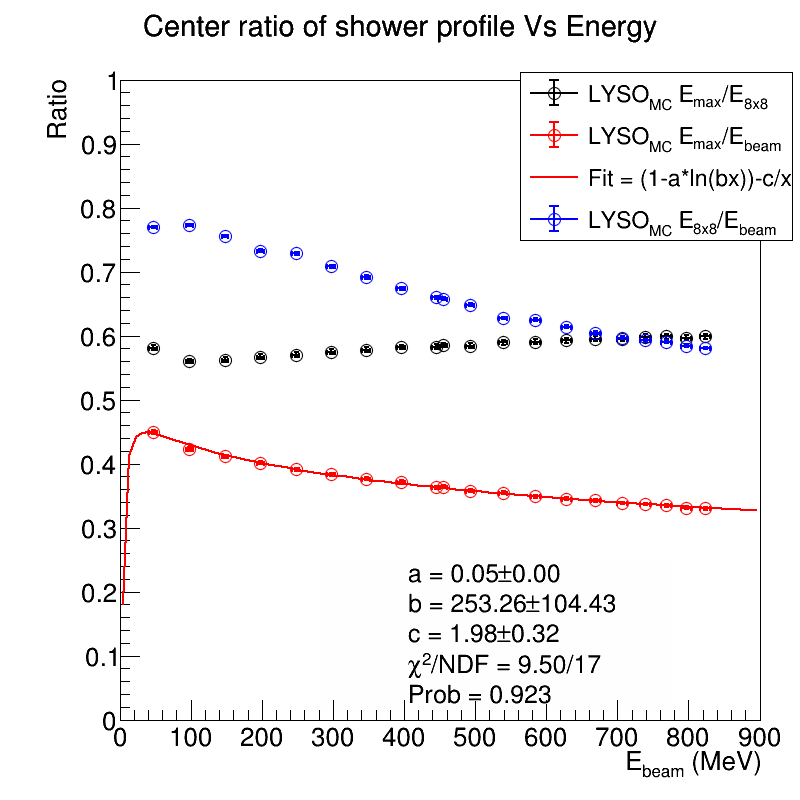 Center ratio of shower profile Vs Energy
Ratio
1
0.9
0.8
0.7
0.6
0.5
0.4
0.3
0.2
0.1
0
0 100 200 300 400 500 600 700 800 900
E_beam (MeV)
LYSO_MC E_max/E_8x8
LYSO_MC E_max/E_beam
Fit = (1-a*ln(bx))-c/x
LYSO_MC E_8x8/E_beam
a = 0.05±0.00
b = 253.26±104.43
c = 1.98±0.32
χ²/NDF = 9.50/17
Prob = 0.923